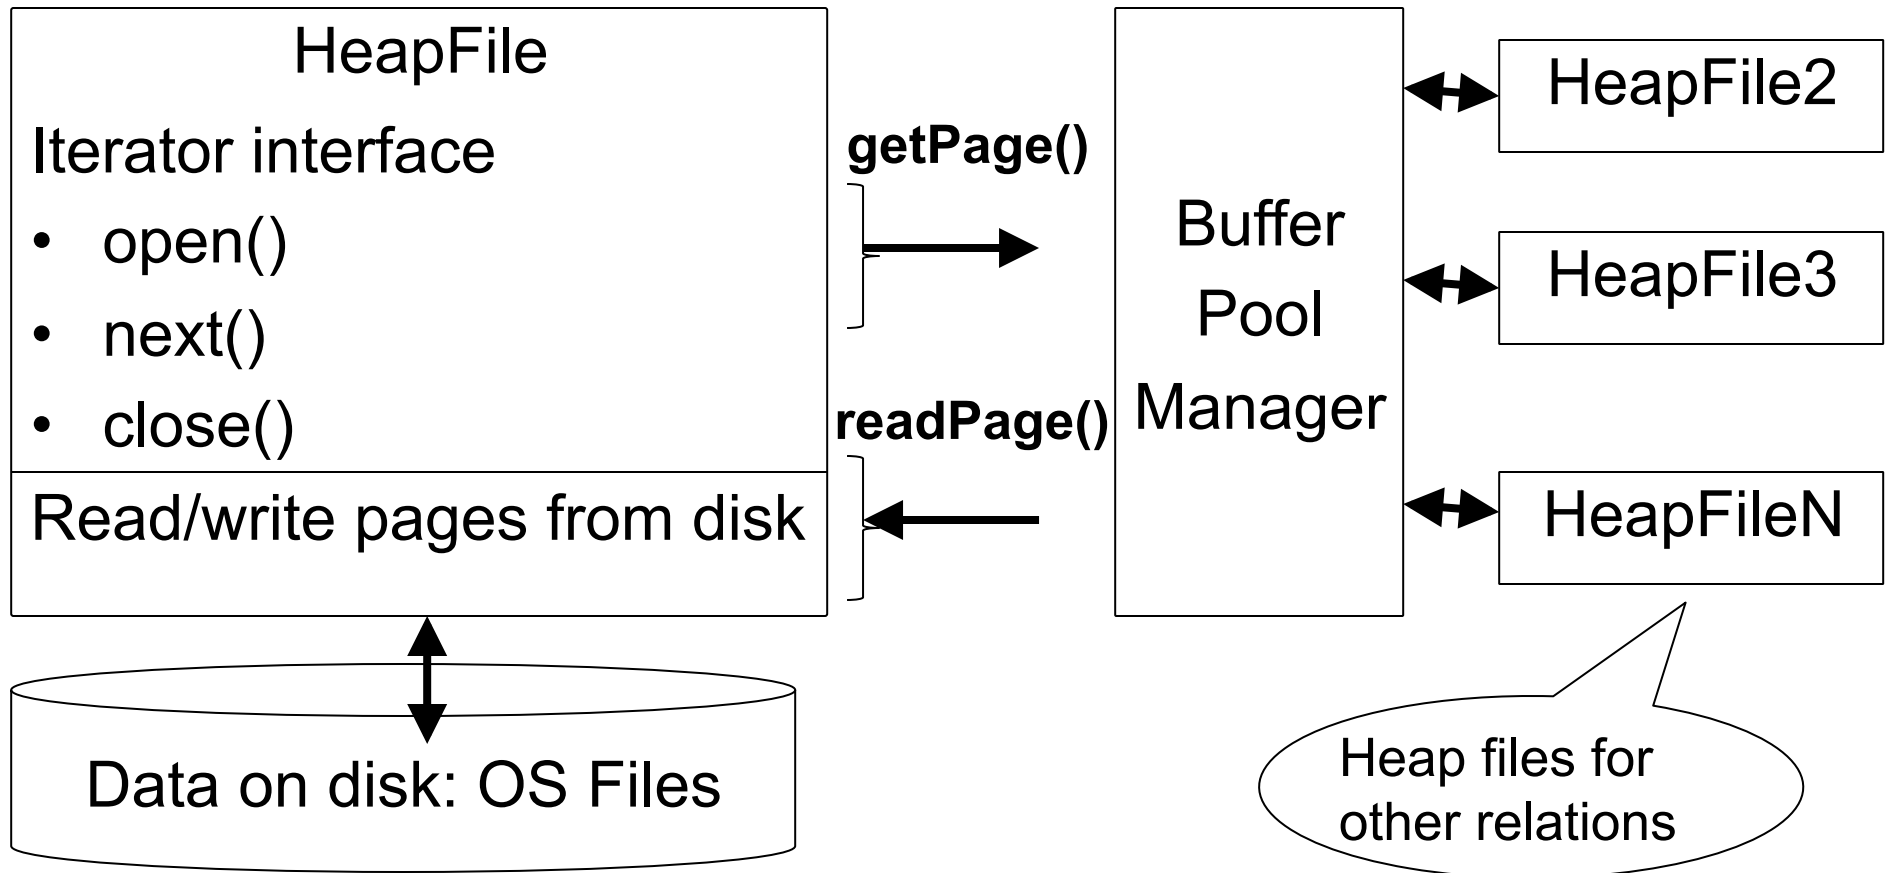 HeapFile
Iterator interface
• open()
• next()
• close()
Read/write pages from disk
Data on disk: OS Files
getPage()
readPage()
Buffer
Pool
Manager
HeapFile2
HeapFile3
HeapFileN
Heap files for
other relations